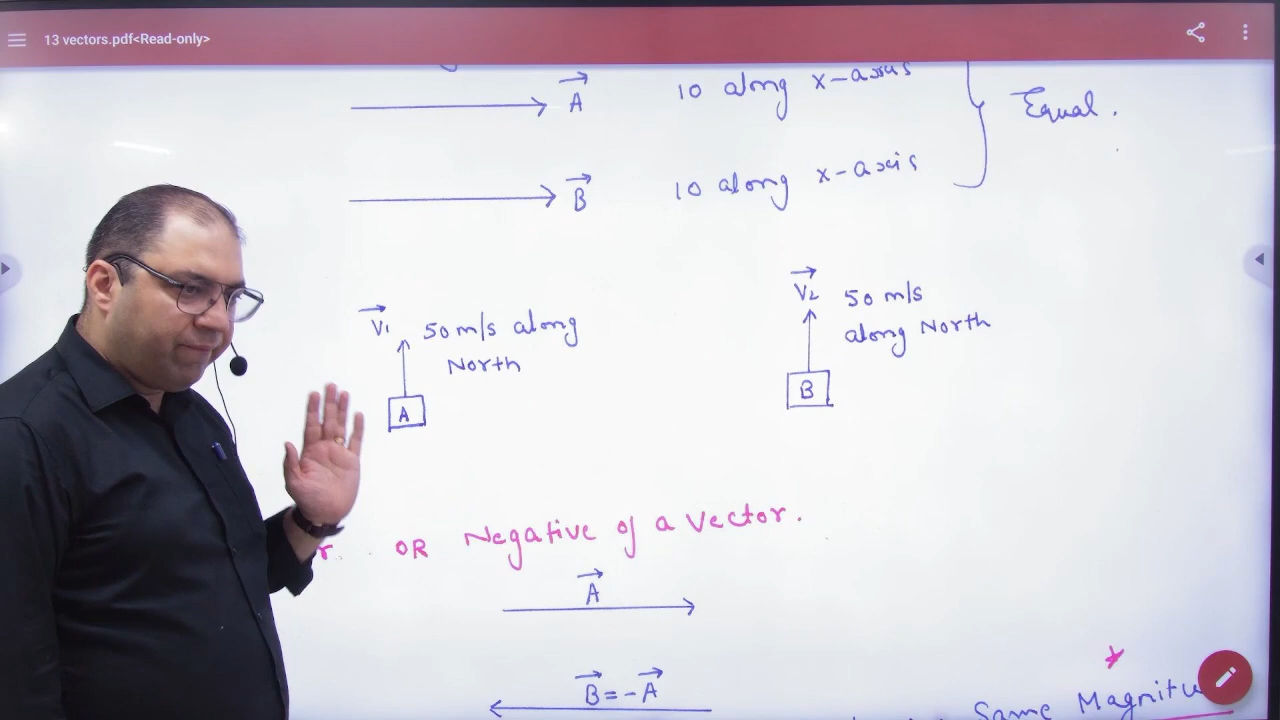 13 vectors.pdf<Read-only>
A 10 along x-axis
Equal.
B 10 along x-axis
V1 50 m/s along
North
A
V2 50 m/s
along North
B
r. OR Negative of a Vector.
A
B = -A
Same Magnitu